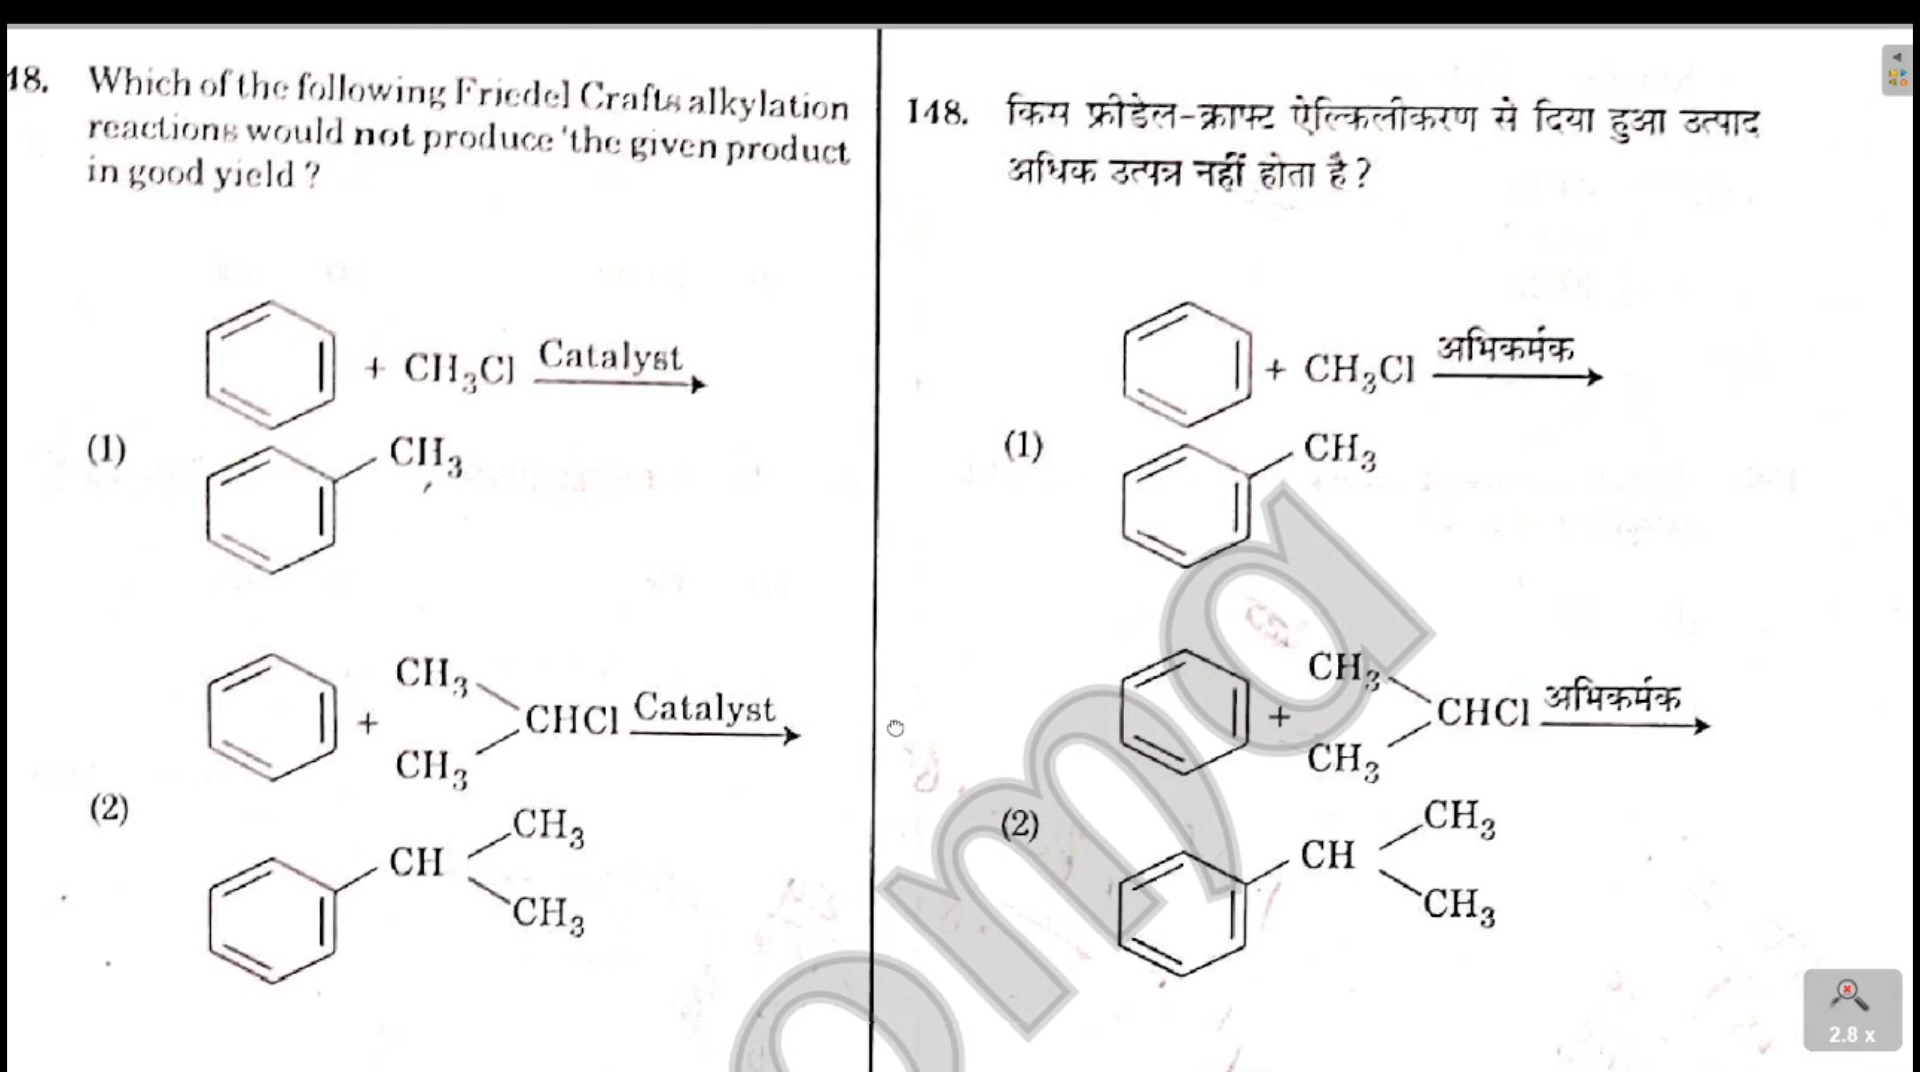 18. Which of the following Friedel Crafts alkylation
reactions would not produce 'the given product
in good yield ?
+ CH₃Cl Catalyst
(1)
CH₃
CH₃
CH₃
+ CHCl Catalyst
(2)
CH
CH₃
CH₃
148. किस फ्रीडेल-क्राफ्ट ऐल्किलीकरण से दिया हुआ उत्पाद
अधिक उत्पन्न नहीं होता है ?
+ CH₃Cl अभिकर्मक
(1)
CH₃
CH₃
CH₃
+ CHCl अभिकर्मक
(2)
CH
CH₃
CH₃
oma
2.8 x